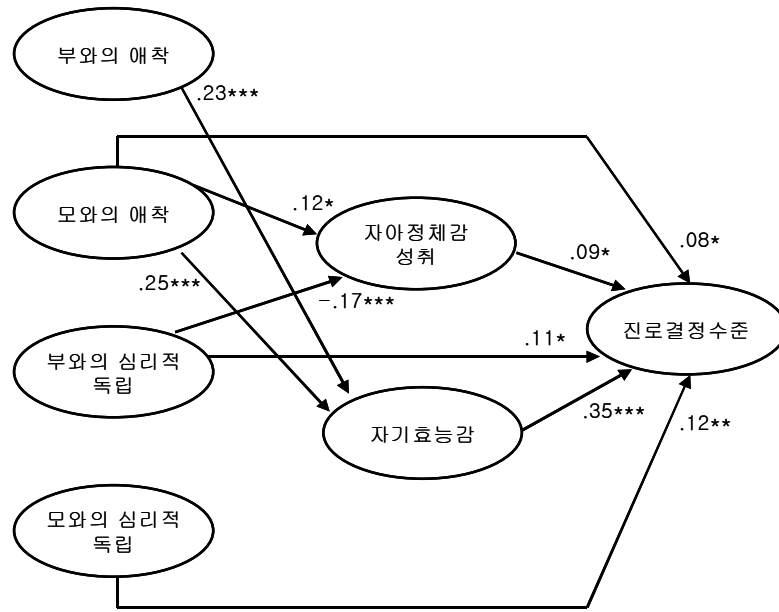 부와의 애착
.23***
모와의 애착
.12*
자아정체감
성취
.09*
.08*
.25***
-.17***
진로결정수준
부와의 심리적
독립
.11*
자기효능감
.35***
.12**
모와의 심리적
독립